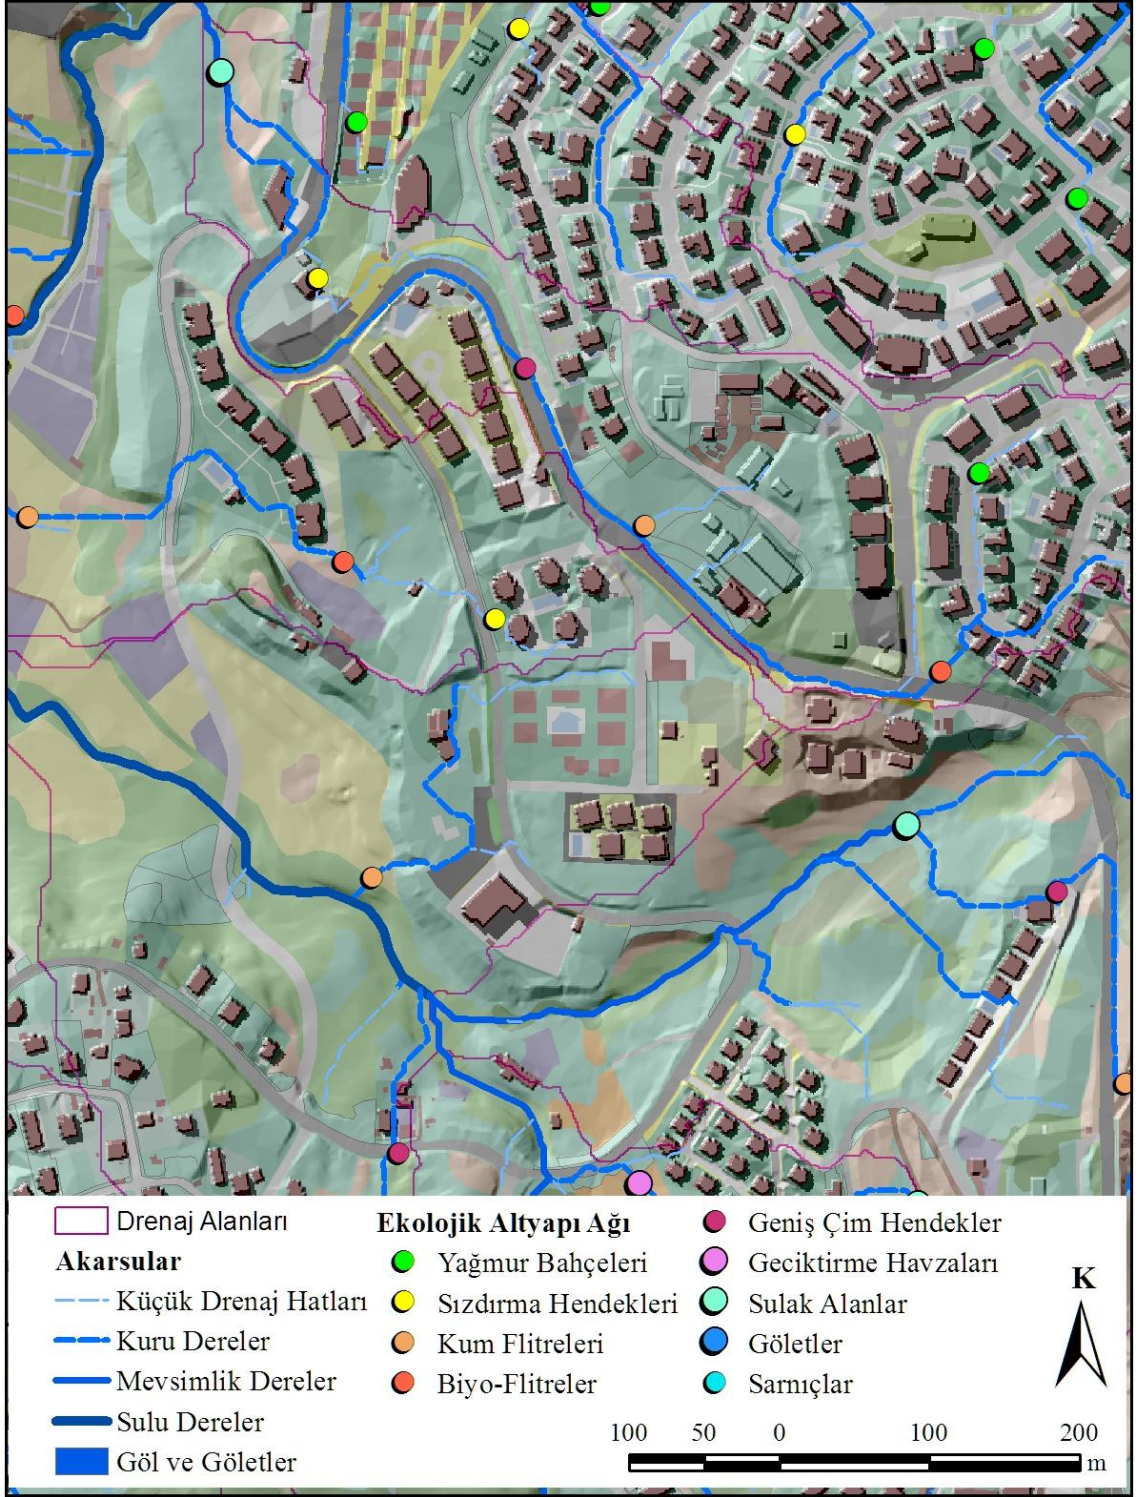 Drenaj Alanları
Akarsular
Küçük Drenaj Hatları
Kuru Dereler
Mevsimlik Dereler
Sulu Dereler
Göl ve Göletler
Ekolojik Altyapı Ağı
Yağmur Bahçeleri
Sızdırma Hendekleri
Kum Flitreleri
Biyo-Flitreler
Geniş Çim Hendekler
Geciktirme Havzaları
Sulak Alanlar
Göletler
Sarnıçlar
K
100 50 0 100 200
m